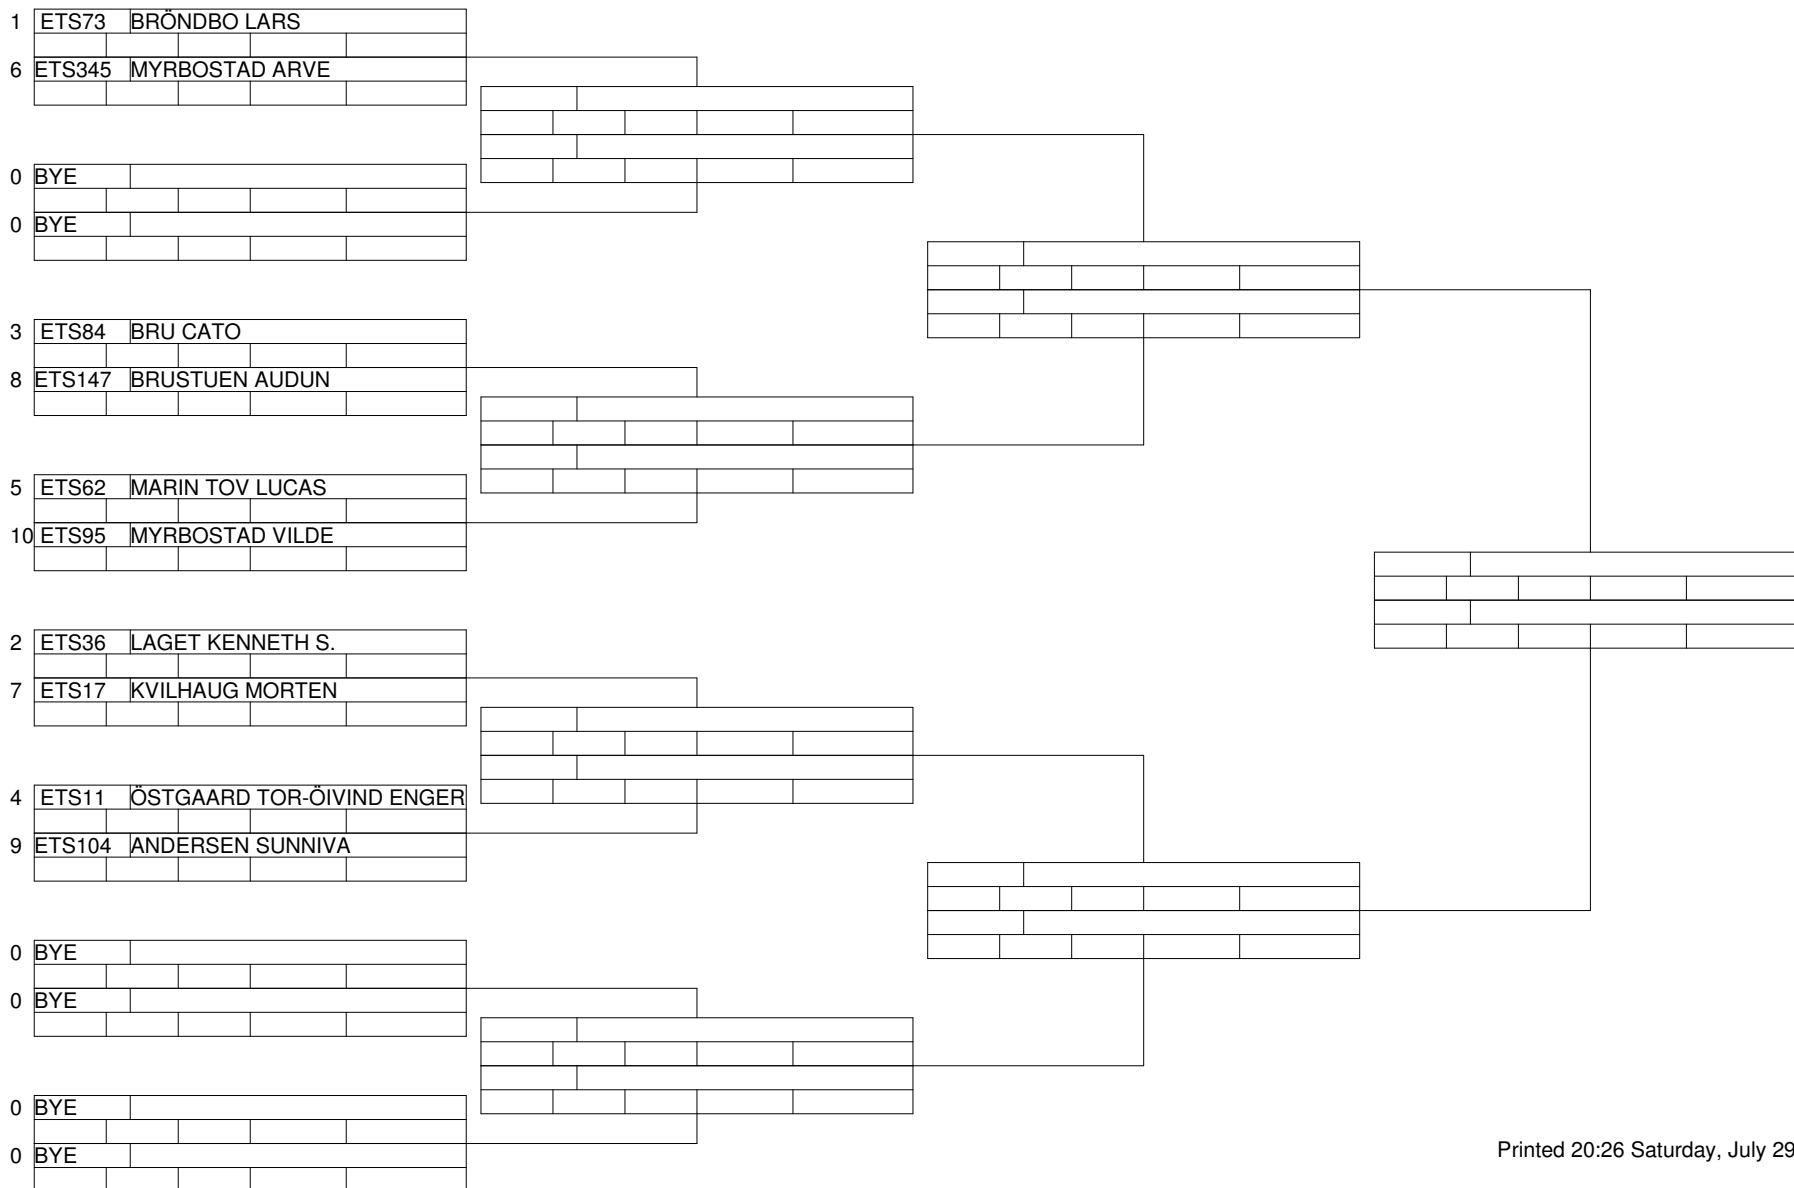 1 ETS73 BRÖNDBO LARS
6 ETS345 MYRBOSTAD ARVE
0 BYE
0 BYE
3 ETS84 BRU CATO
8 ETS147 BRUSTUEN AUDUN
5 ETS62 MARIN TOV LUCAS
10 ETS95 MYRBOSTAD VILDE
2 ETS36 LAGET KENNETH S.
7 ETS17 KVILHAUG MORTEN
4 ETS11 ÖSTGAARD TOR-ÖIVIND ENGER
9 ETS104 ANDERSEN SUNNIVA
0 BYE
0 BYE
0 BYE
0 BYE
Printed 20:26 Saturday, July 29